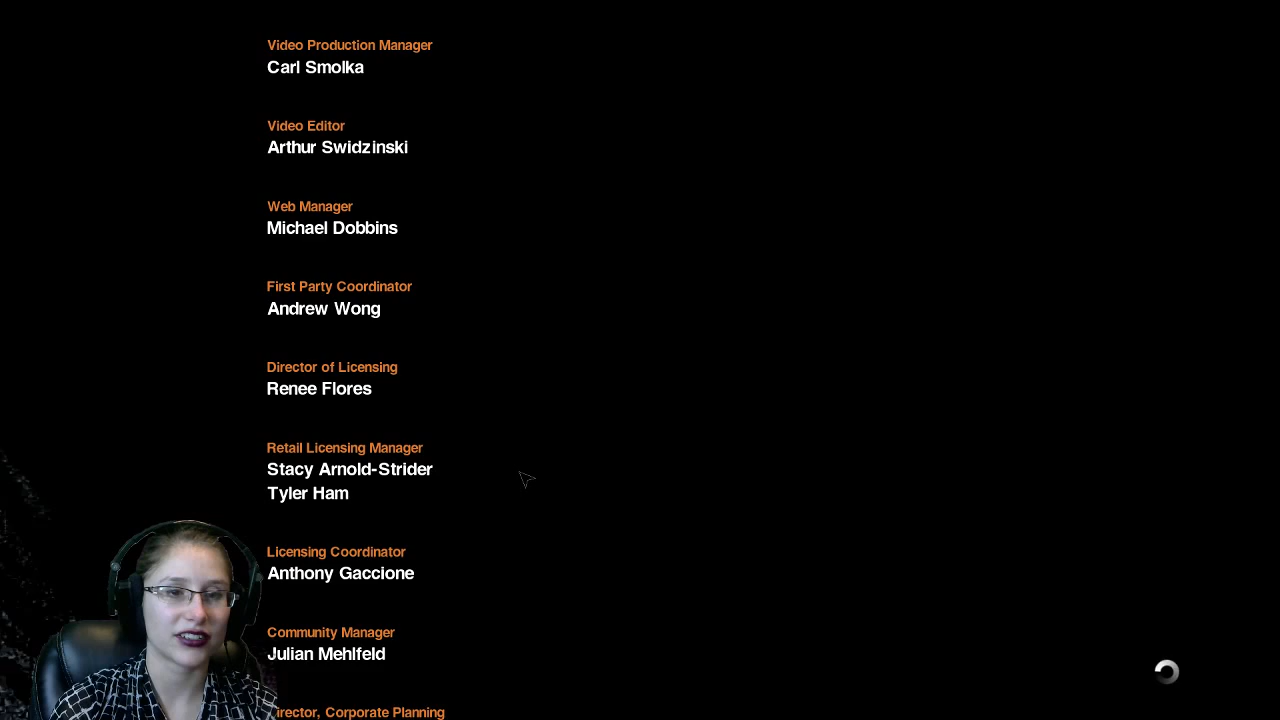 Video Production Manager
Carl Smolka
Video Editor
Arthur Swidzinski
Web Manager
Michael Dobbins
First Party Coordinator
Andrew Wong
Director of Licensing
Renee Flores
Retail Licensing Manager
Stacy Arnold-Strider
Tyler Ham
Licensing Coordinator
Anthony Gaccione
Community Manager
Julian Mehlfeld
Director, Corporate Planning